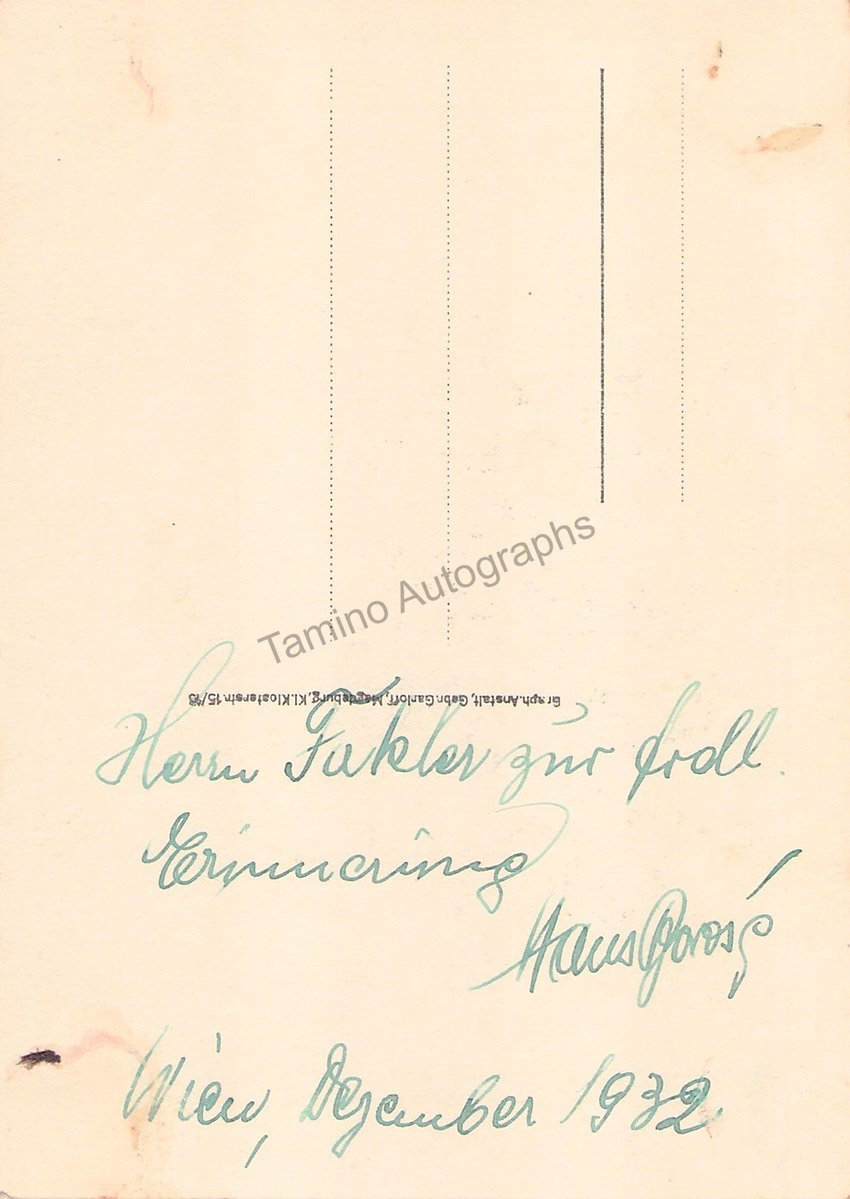 Tamino Autographs
Graph.Anstalt, Gebr.Garloff, Magdeburg, Kl.Klosterstr. 15/16
Herrn Fakler zur frdl.
Erinnerung
Hans
Wien, Dezember 1932